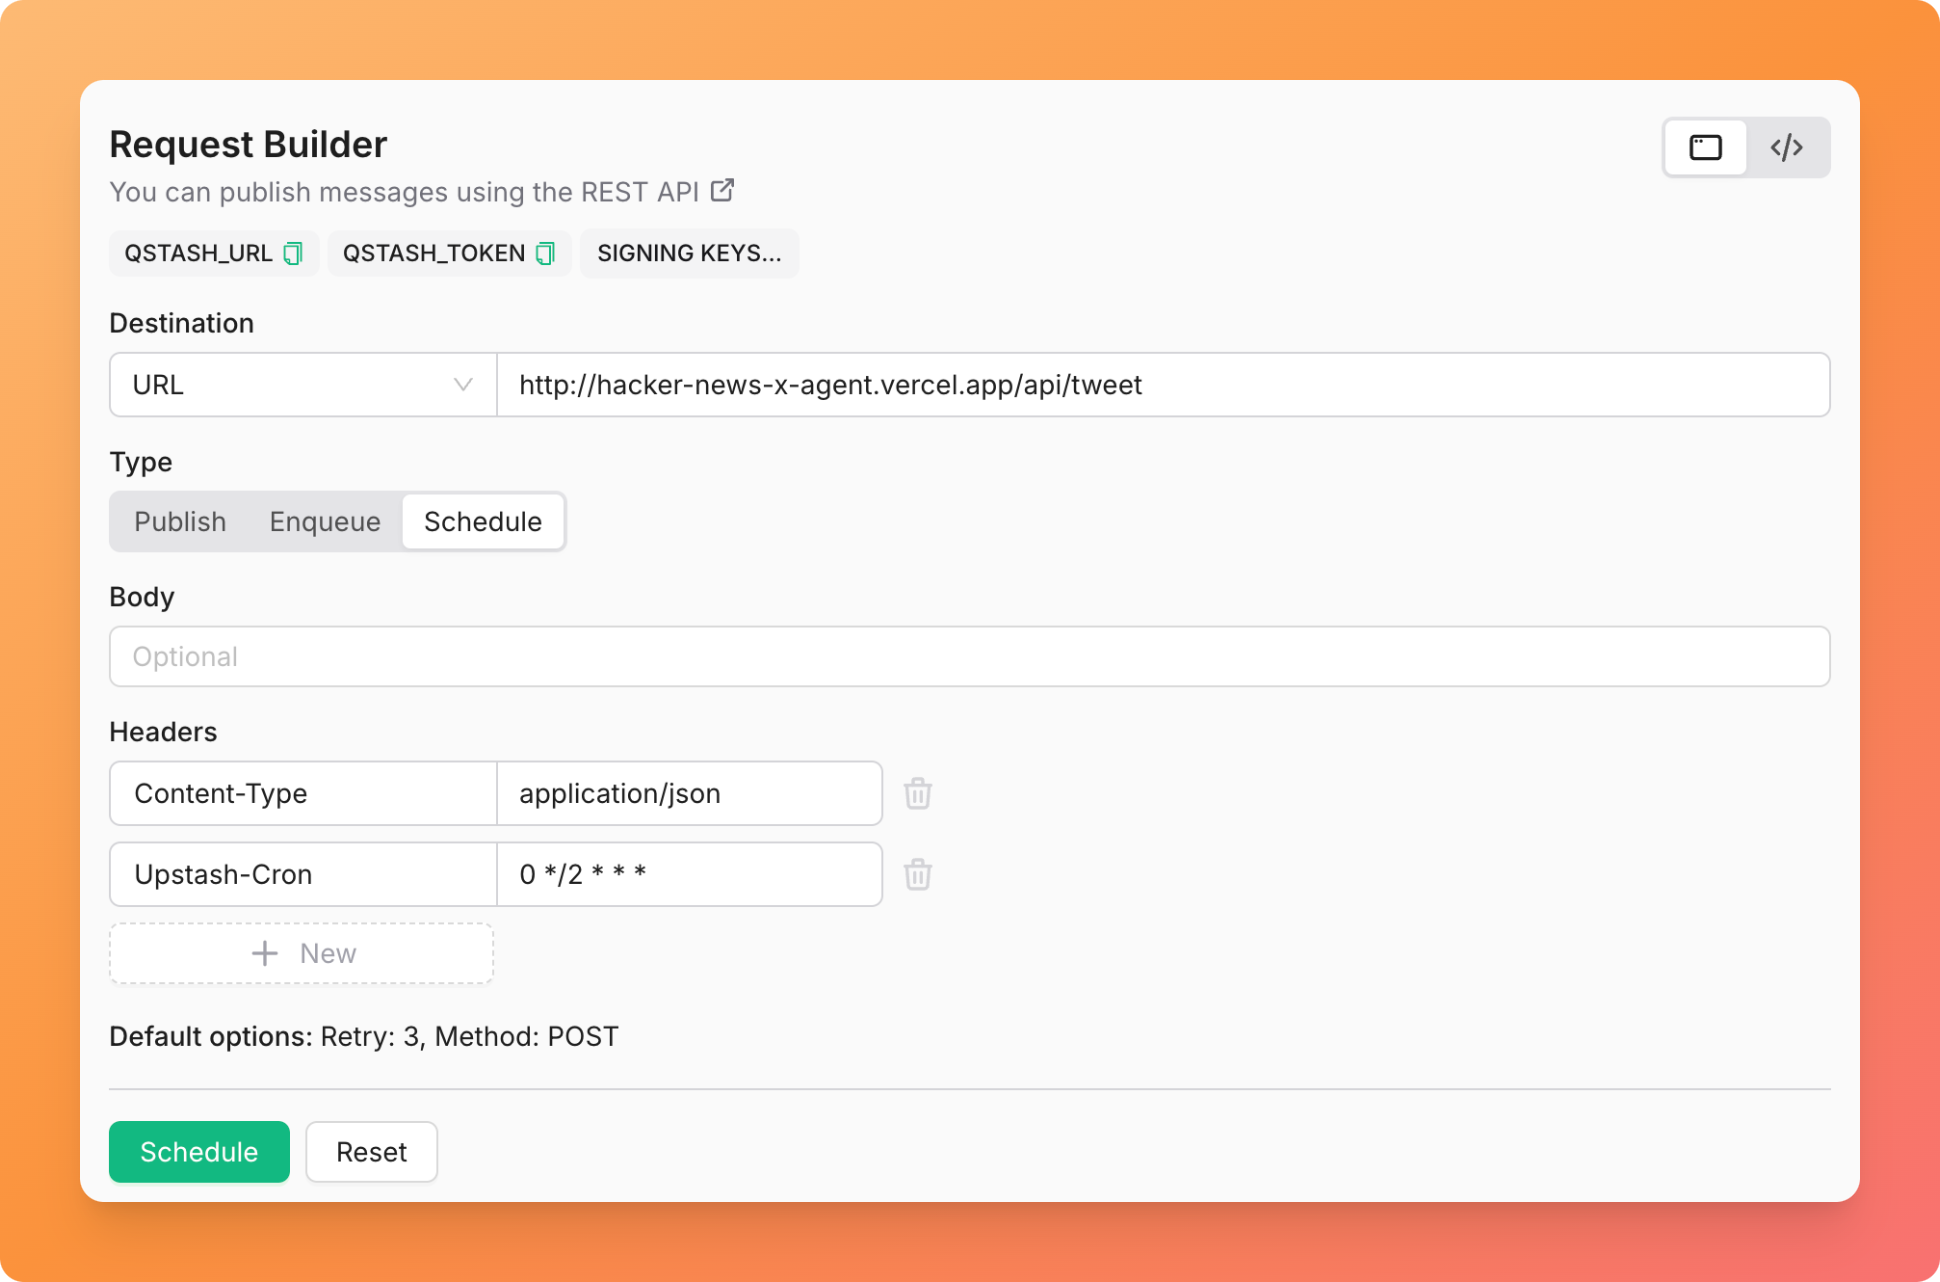 Request Builder
</>
You can publish messages using the REST API
QSTASH_URL QSTASH_TOKEN SIGNING KEYS...
Destination
URL http://hacker-news-x-agent.vercel.app/api/tweet
Type
Publish Enqueue Schedule
Body
Optional
Headers
Content-Type application/json
Upstash-Cron 0 */2 * * *
+ New
Default options: Retry: 3, Method: POST
Schedule Reset